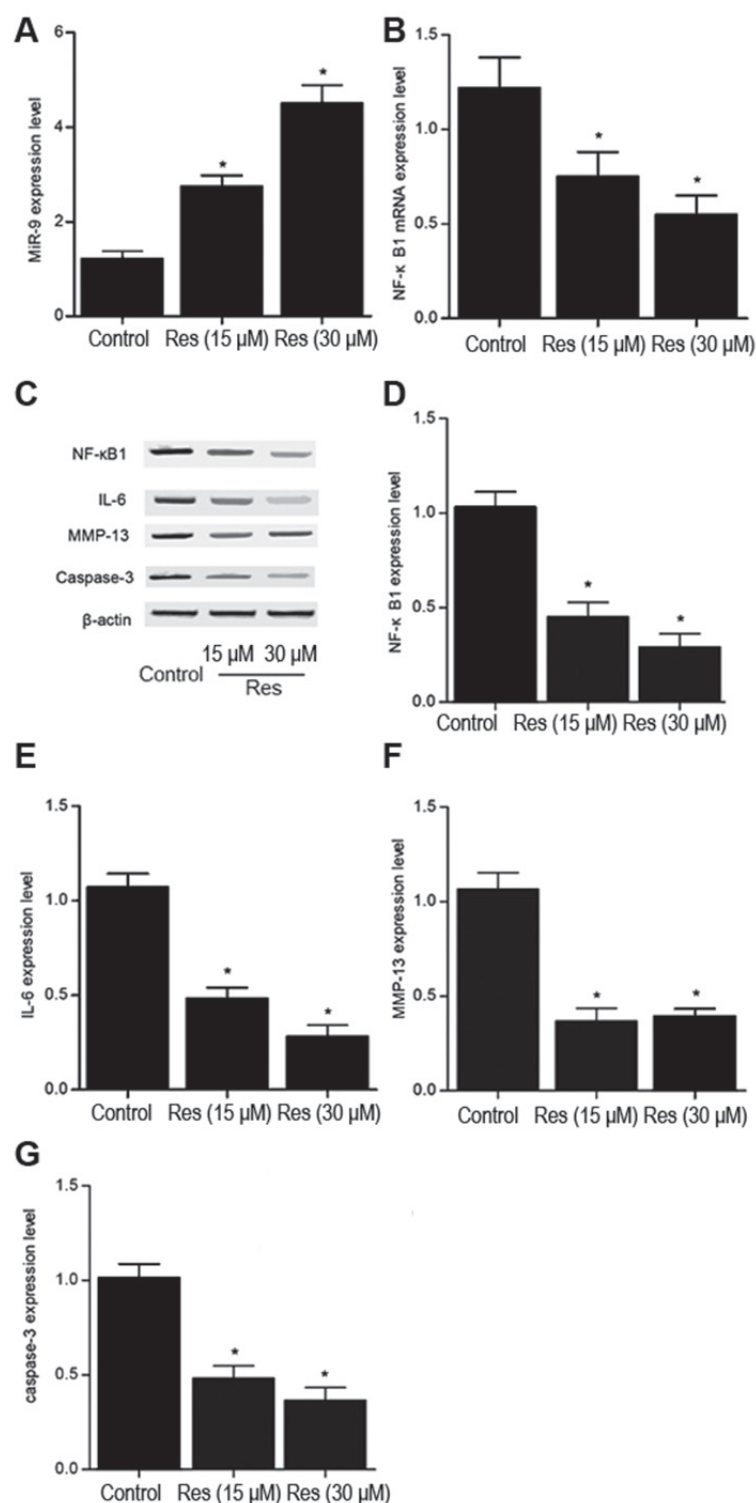 A
MiR-9 expression level
6
4
2
0
*
*
Control Res (15 µM) Res (30 µM)
B
NF-κ B1 mRNA expression level
1.5
1.0
0.5
0.0
*
*
Control Res (15 µM) Res (30 µM)
C
NF-κB1
IL-6
MMP-13
Caspase-3
β-actin
Control 15 µM 30 µM
Res
D
NF-κ B1 expression level
1.5
1.0
0.5
0.0
*
*
Control Res (15 µM) Res (30 µM)
E
IL-6 expression level
1.5
1.0
0.5
0.0
*
*
Control Res (15 µM) Res (30 µM)
F
MMP-13 expression level
1.5
1.0
0.5
0.0
*
*
Control Res (15 µM) Res (30 µM)
G
caspase-3 expression level
1.5
1.0
0.5
0.0
*
*
Control Res (15 µM) Res (30 µM)